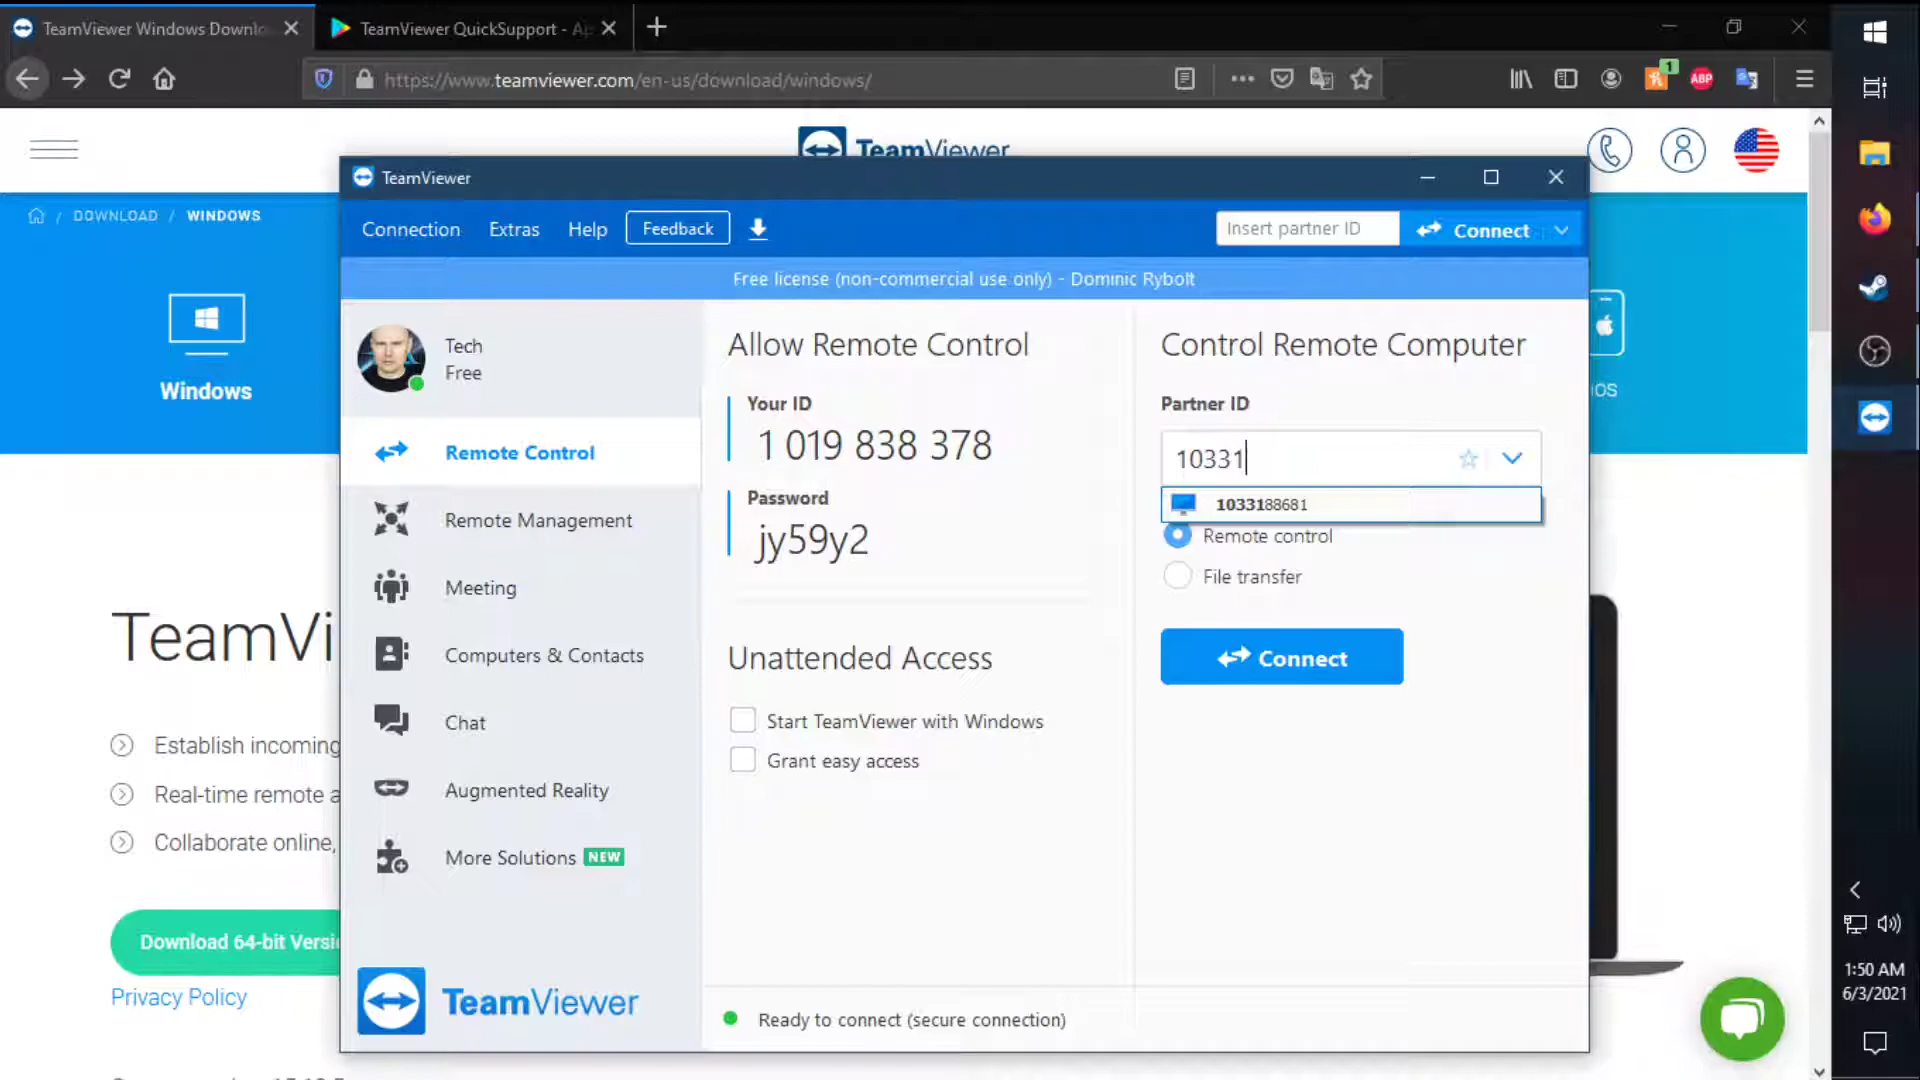 TeamViewer Windows Downlo
TeamViewer QuickSupport - Ap
https://www.teamviewer.com/en-us/download/windows/
1
ABP
TeamViewer
DOWNLOAD / WINDOWS
Windows
TeamViewer
Connection
Extras
Help
Feedback
Insert partner ID
Connect
Free license (non-commercial use only) - Dominic Rybolt
Tech
Free
Remote Control
Remote Management
Meeting
Computers & Contacts
Chat
Augmented Reality
More Solutions NEW
TeamViewer
Allow Remote Control
Your ID
1 019 838 378
Password
jy59y2
Unattended Access
Start TeamViewer with Windows
Grant easy access
Control Remote Computer
Partner ID
10331
1033188681
Remote control
File transfer
Connect
Ready to connect (secure connection)
iOS
TeamVi
Establish incoming
Real-time remote a
Collaborate online,
Download 64-bit Versi
Privacy Policy
1:50 AM
6/3/2021